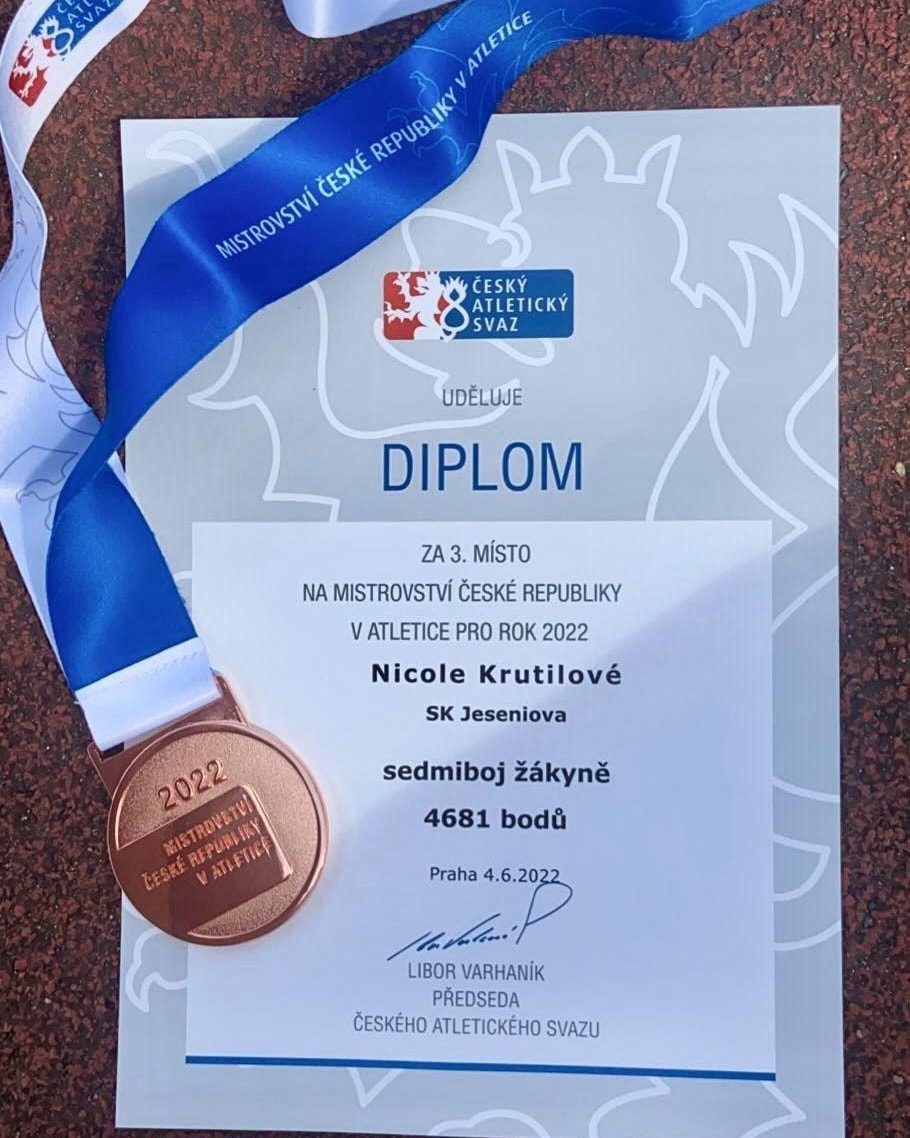 MISTROVSTVÍ ČESKÉ REPUBLIKY V ATLETICE
ČESKÝ
ATLETICKÝ
SVAZ
UDĚLUJE
DIPLOM
ZA 3. MÍSTO
NA MISTROVSTVÍ ČESKÉ REPUBLIKY
V ATLETICE PRO ROK 2022
Nicole Krutilové
SK Jeseniova
sedmiboj žákyně
4681 bodů
Praha 4.6.2022
LIBOR VARHANÍK
PŘEDSEDA
ČESKÉHO ATLETICKÉHO SVAZU
2022
MISTROVSTVÍ
ČESKÉ REPUBLIKY
V ATLETICE